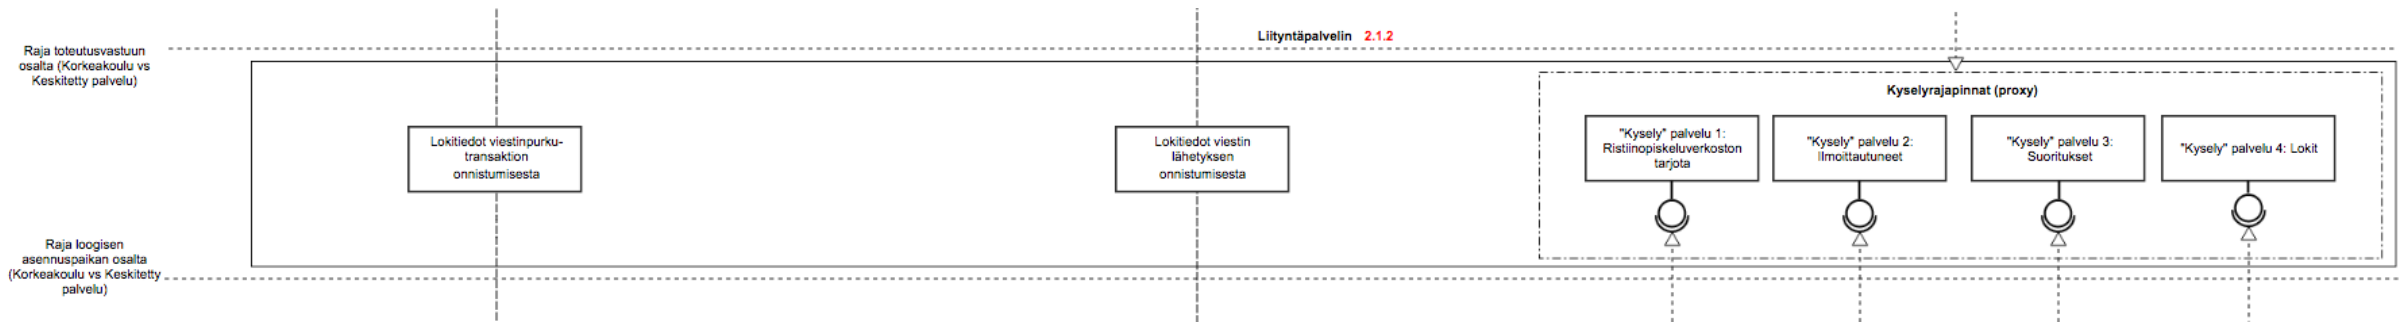 Liityntäpalvelin 2.1.2
Raja toteutusvastuun
osalta (Korkeakoulu vs
Keskitetty palvelu)
Kyselyrajapinnat (proxy)
Lokitiedot viestinpurku-
transaktion
onnistumisesta
Lokitiedot viestin
lähetyksen
onnistumisesta
"Kysely" palvelu 1:
Ristiinopiskeluverkoston
tarjota
"Kysely" palvelu 2:
Ilmoittautuneet
"Kysely" palvelu 3:
Suoritukset
"Kysely" palvelu 4: Lokit
Raja loogisen
asennuspaikan osalta
(Korkeakoulu vs Keskitetty
palvelu)